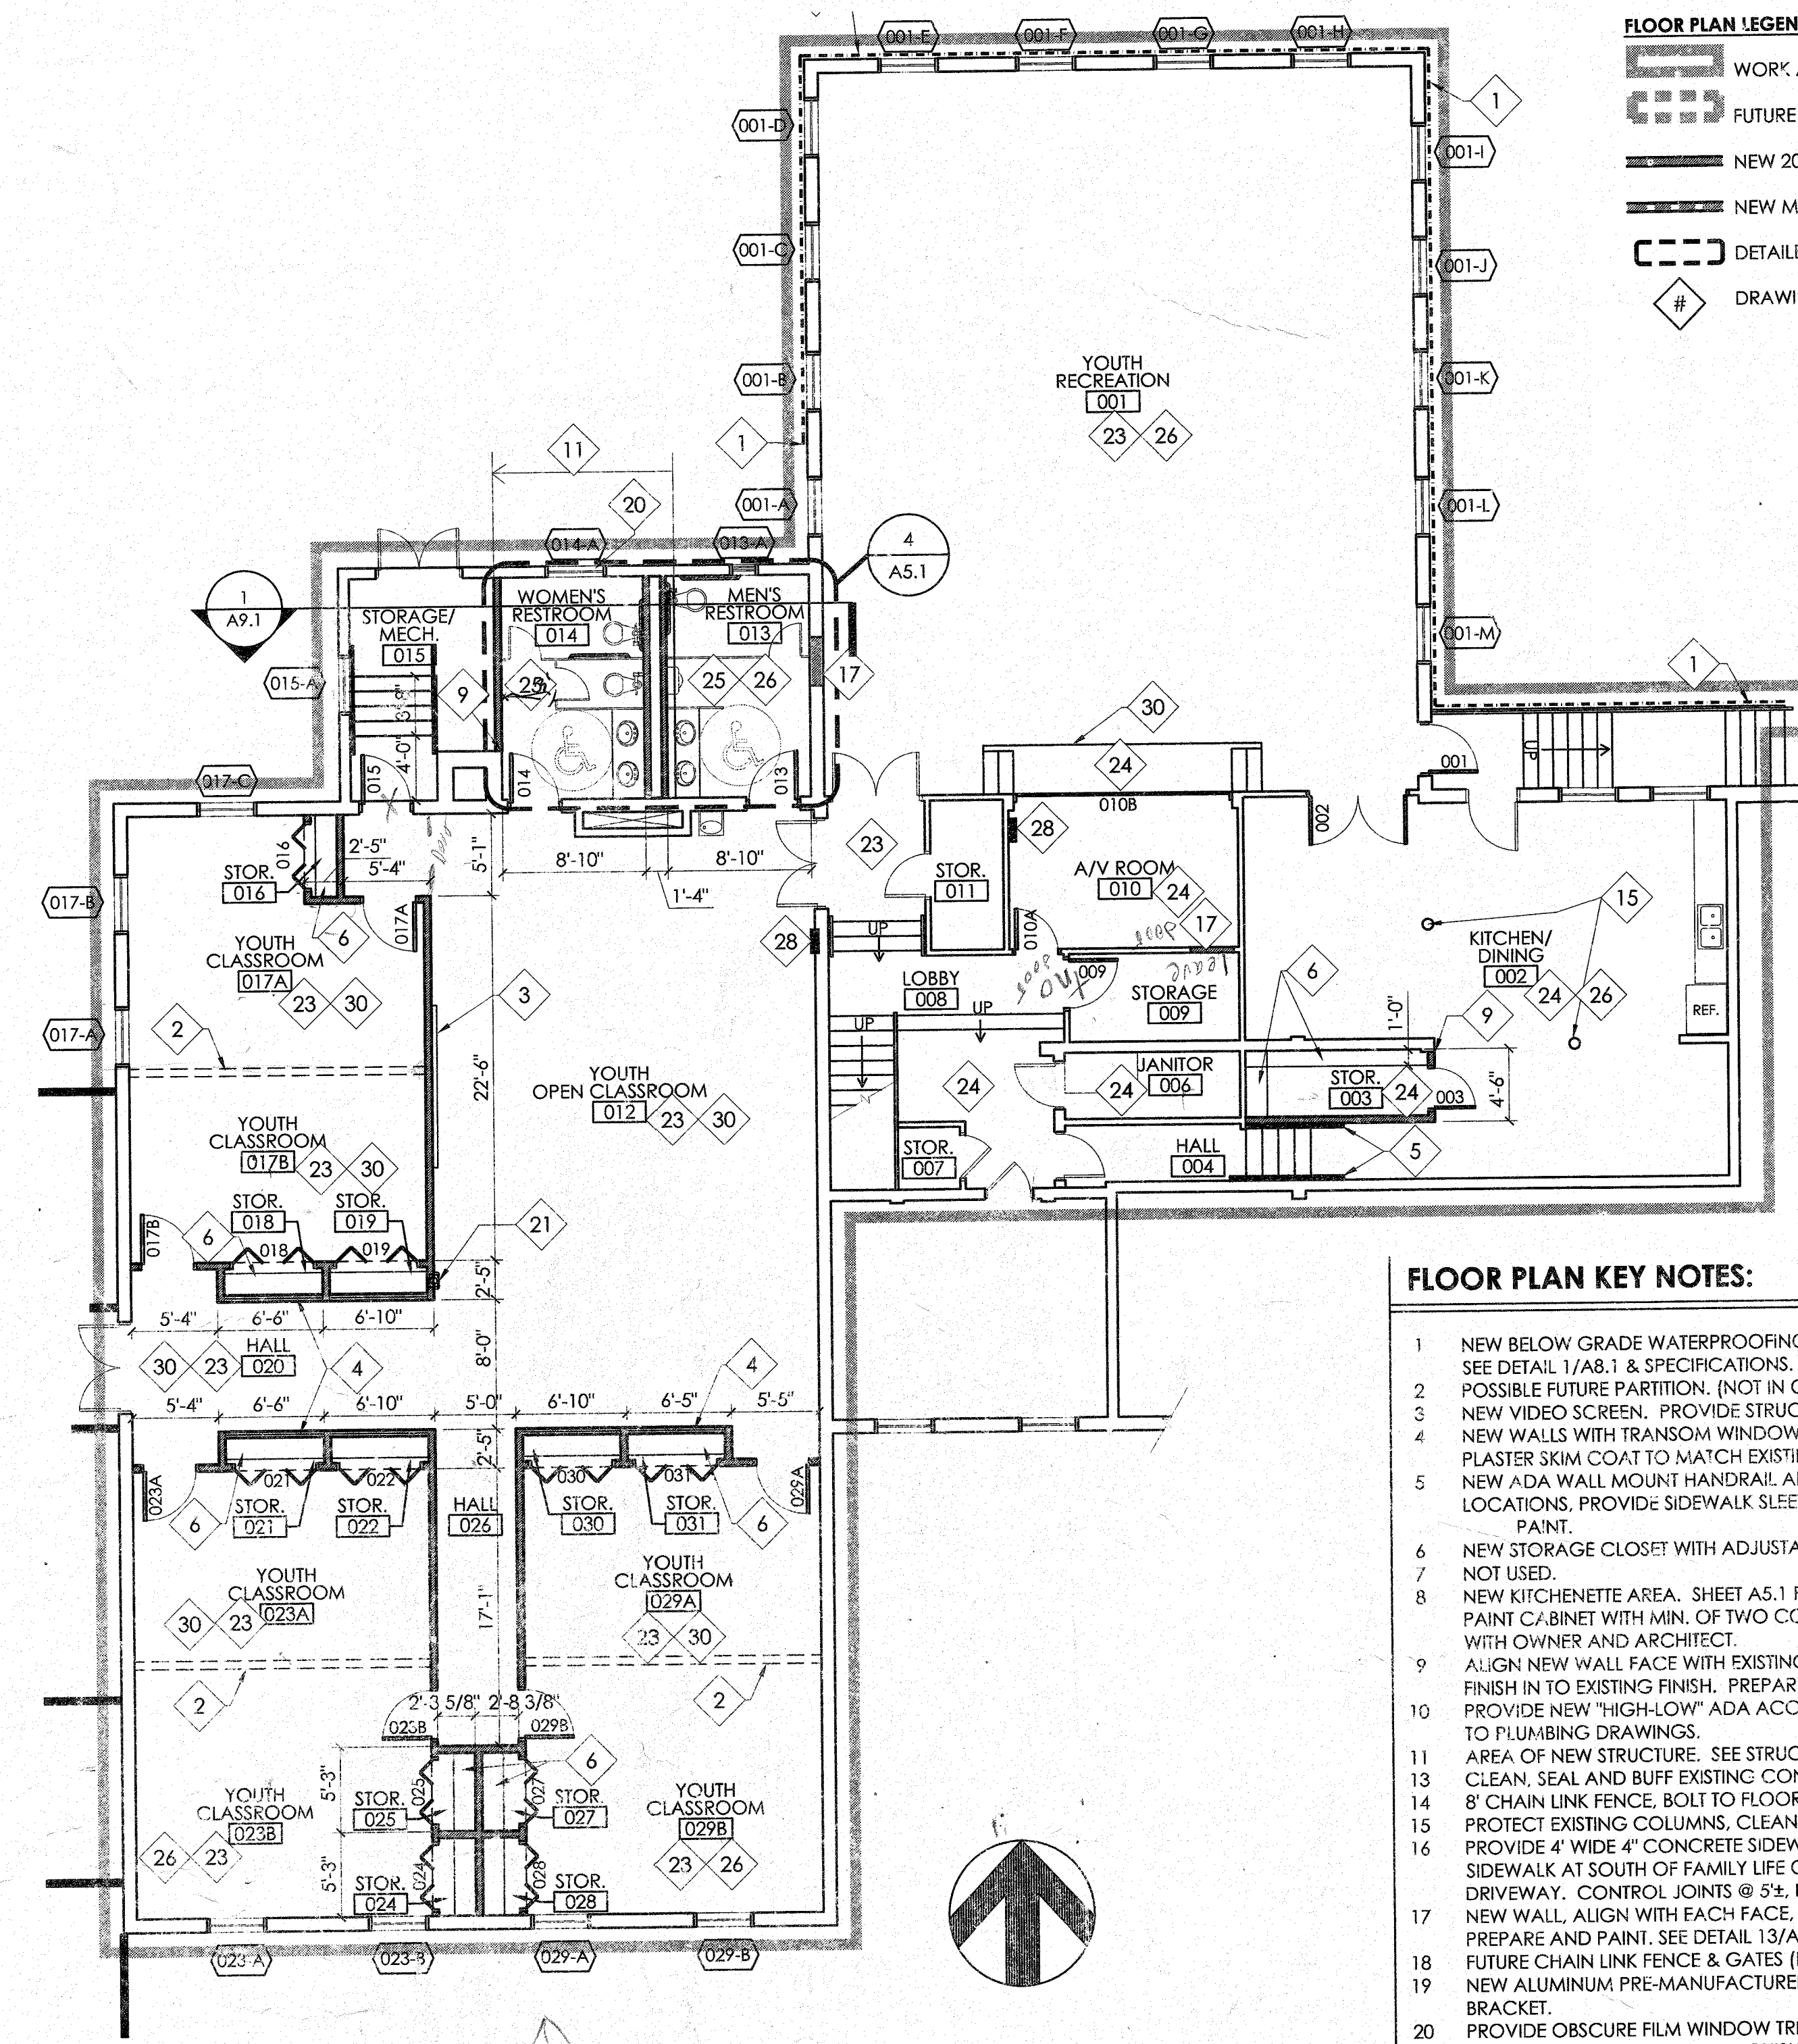 001-E
001-F
001-G
001-H
FLOOR PLAN LEGEN
WORK
FUTURE
NEW 20
NEW M
DETAILE
#
DRAWI
1
001-D
001-C
001-B
001-A
001-I
001-J
001-K
001-L
001-M
1
1
YOUTH
RECREATION
001
23 26
11
20
014-A
013-A
4
A5.1
1
A9.1
STORAGE/
MECH.
015
WOMEN'S
RESTROOM
014
MEN'S
RESTROOM
013
015-A
9
3'-8"
4'-0"
25
25 26
17
015
014
013
30
24
UP
001
017-C
016
2'-5"
5'-4"
5'-1"
8'-10"
8'-10"
1'-4"
STOR.
016
23
STOR.
011
28
010B
A/V ROOM
010
24
17
door
002
15
017-B
6
017A
28
UP
010A
KITCHEN/
DINING
002
24 26
REF.
YOUTH
CLASSROOM
017A
23 30
3
LOBBY
008
UP
UP
009
no
door
leave
STORAGE
009
6
1'-0"
9
017-A
2
22'-6"
YOUTH
OPEN CLASSROOM
012
23 30
24
JANITOR
006
24
STOR.
003
24
003
4'-6"
YOUTH
CLASSROOM
017B
23 30
STOR.
007
HALL
004
5
STOR.
018
STOR.
019
017B
6
018
019
21
2'-5"
5'-4"
6'-6"
6'-10"
30 23
HALL
020
4
8'-0"
4
5'-4"
6'-6"
6'-10"
5'-0"
6'-10"
6'-5"
5'-5"
2'-5"
023A
021
022
030
031
029A
6
STOR.
021
STOR.
022
HALL
026
STOR.
030
STOR.
031
6
YOUTH
CLASSROOM
023A
30 23
17'-1"
YOUTH
CLASSROOM
029A
23 30
2
2'-3 5/8"
2'-8 3/8"
2
023B
029B
6
5'-3"
YOUTH
CLASSROOM
023B
26 23
STOR.
025
025
027
STOR.
027
YOUTH
CLASSROOM
029B
23 26
5'-3"
STOR.
024
024
028
STOR.
028
023-A
023-B
029-A
029-B
FLOOR PLAN KEY NOTES:
1 NEW BELOW GRADE WATERPROOFING
SEE DETAIL 1/A8.1 & SPECIFICATIONS.
2 POSSIBLE FUTURE PARTITION. (NOT IN C
3 NEW VIDEO SCREEN. PROVIDE STRUC
4 NEW WALLS WITH TRANSOM WINDOW
PLASTER SKIM COAT TO MATCH EXISTI
5 NEW ADA WALL MOUNT HANDRAIL A
LOCATIONS, PROVIDE SIDEWALK SLEE
PAINT.
6 NEW STORAGE CLOSET WITH ADJUSTA
7 NOT USED.
8 NEW KITCHENETTE AREA. SHEET A5.1 F
PAINT CABINET WITH MIN. OF TWO CO
WITH OWNER AND ARCHITECT.
9 ALIGN NEW WALL FACE WITH EXISTING
FINISH IN TO EXISTING FINISH. PREPAR
10 PROVIDE NEW "HIGH-LOW" ADA ACC
TO PLUMBING DRAWINGS.
11 AREA OF NEW STRUCTURE. SEE STRUC
13 CLEAN, SEAL AND BUFF EXISTING CON
14 8' CHAIN LINK FENCE, BOLT TO FLOOR
15 PROTECT EXISTING COLUMNS, CLEAN
16 PROVIDE 4' WIDE 4" CONCRETE SIDEW
SIDEWALK AT SOUTH OF FAMILY LIFE C
DRIVEWAY. CONTROL JOINTS @ 5'±,
17 NEW WALL, ALIGN WITH EACH FACE,
PREPARE AND PAINT. SEE DETAIL 13/A
18 FUTURE CHAIN LINK FENCE & GATES (
19 NEW ALUMINUM PRE-MANUFACTURE
BRACKET.
20 PROVIDE OBSCURE FILM WINDOW TRE